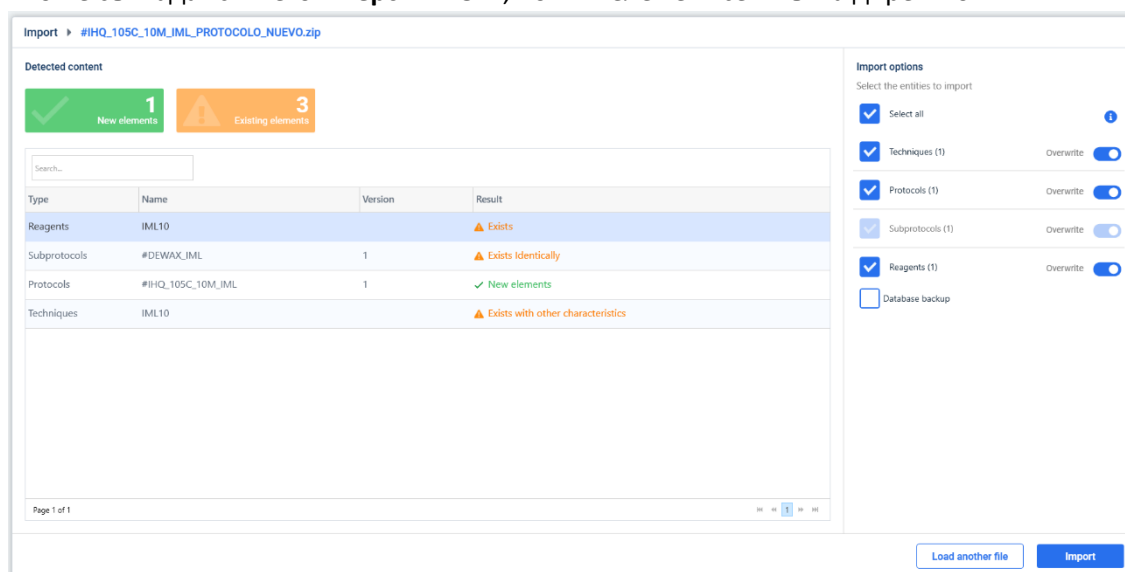 Import ▸ #IHQ_105C_10M_IML_PROTOCOLO_NUEVO.zip
Detected content
1
New elements
3
Existing elements
Search...
Type Name Version Result
Reagents IML10 Exists
Subprotocols #DEWAX_IML 1 Exists Identically
Protocols #IHQ_105C_10M_IML 1 New elements
Techniques IML10 Exists with other characteristics
Page 1 of 1
1
Import options
Select the entities to import
Select all
Techniques (1) Overwrite
Protocols (1) Overwrite
Subprotocols (1) Overwrite
Reagents (1) Overwrite
Database backup
Load another file
Import